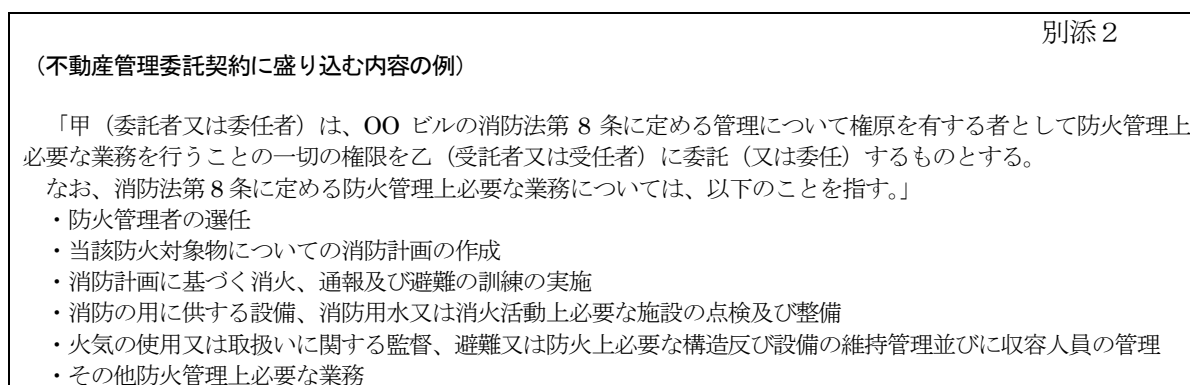 別添２
（不動産管理委託契約に盛り込む内容の例）
「甲（委託者又は委任者）は、OO ビルの消防法第 8 条に定める管理について権原を有する者として防火管理上
必要な業務を行うことの一切の権限を乙（受託者又は受任者）に委託（又は委任）するものとする。
なお、消防法第８条に定める防火管理上必要な業務については、以下のことを指す。」
・防火管理者の選任
・当該防火対象物についての消防計画の作成
・消防計画に基づく消火、通報及び避難の訓練の実施
・消防の用に供する設備、消防用水又は消火活動上必要な施設の点検及び整備
・火気の使用又は取扱いに関する監督、避難又は防火上必要な構造反び設備の維持管理並びに収容人員の管理
・その他防火管理上必要な業務